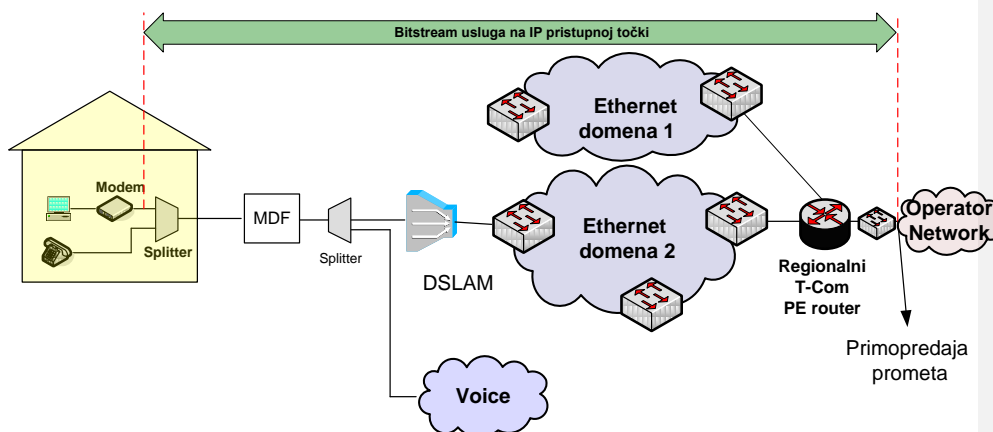 Bitstream usluga na IP pristupnoj točki
Ethernet
domena 1
Modem
Splitter
MDF
Splitter
DSLAM
Ethernet
domena 2
Regionalni
T-Com
PE router
Operator
Network
Primopredaja
prometa
Voice